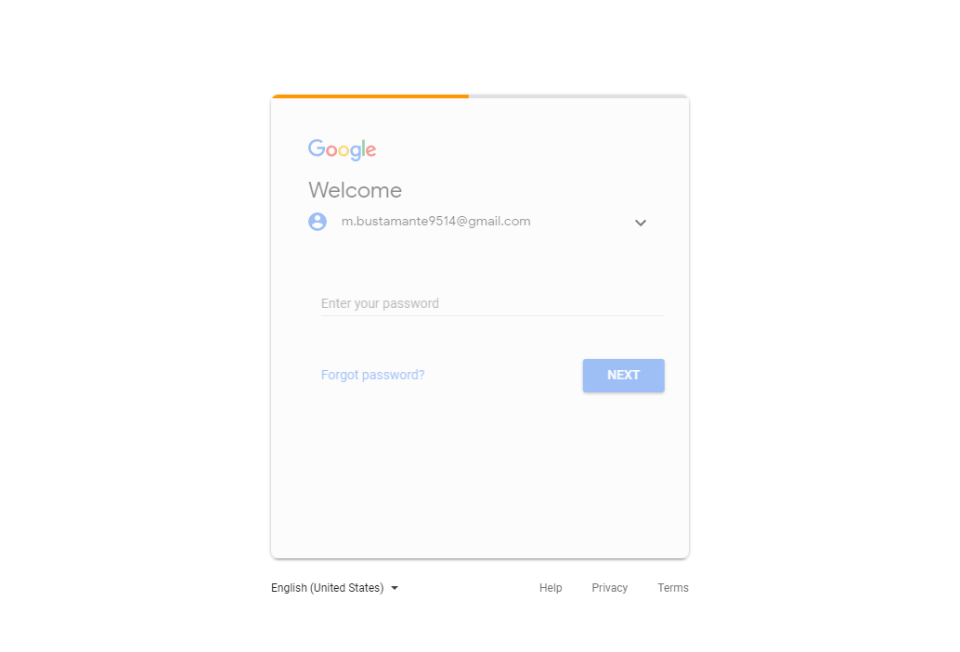 Google
Welcome
m.bustamante9514@gmail.com
Enter your password
Forgot password? NEXT
English (United States) Help Privacy Terms